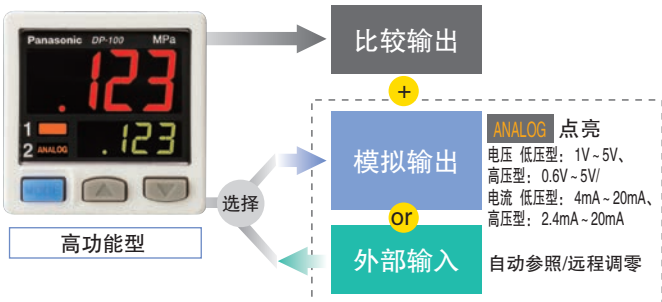 Panasonic DP-100 MPa
.123
1
2 ANALOG .123
MODE
高功能型
选择
比较输出
+
模拟输出
or
外部输入
ANALOG 点亮
电压 低压型：1V~5V、
高压型：0.6V~5V/
电流 低压型：4mA~20mA、
高压型：2.4mA~20mA
自动参照/远程调零